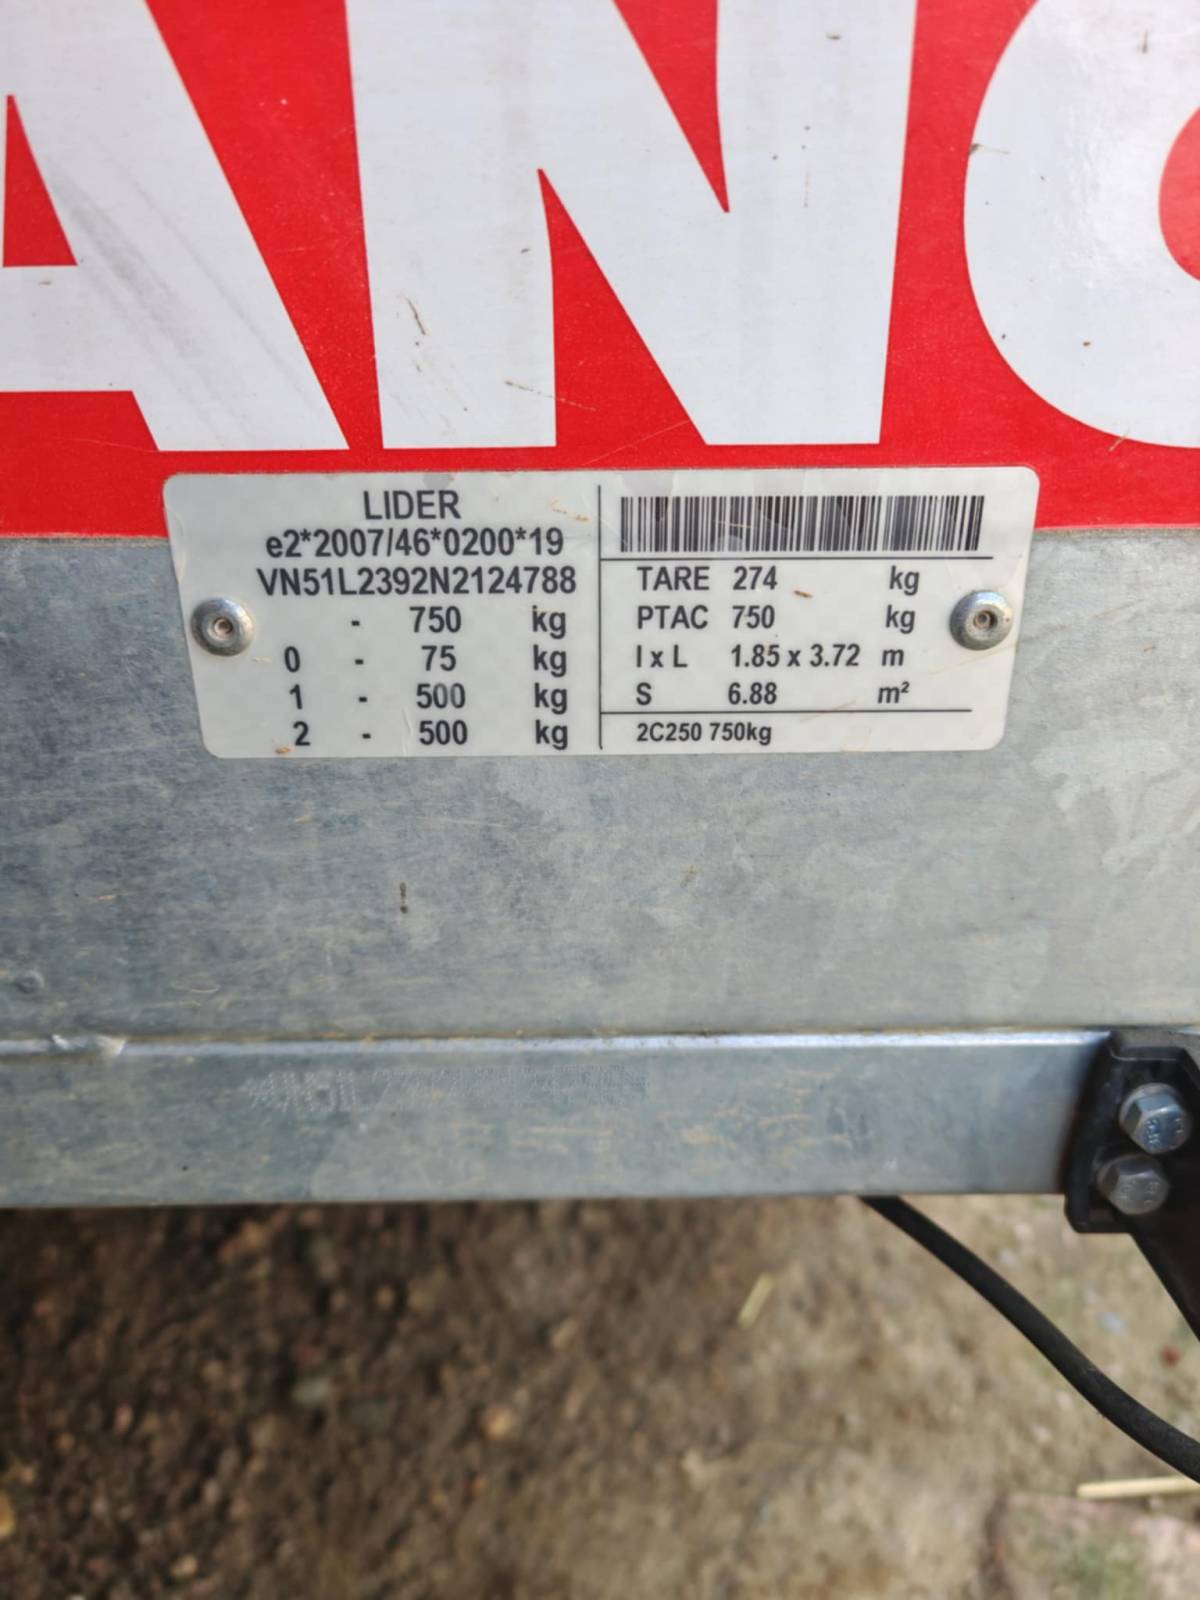 ANG
LIDER
e2*2007/46*0200*19
VN51L2392N2124788
- 750 kg
0 - 75 kg
1 - 500 kg
2 - 500 kg
TARE 274 kg
PTAC 750 kg
l x L 1.85 x 3.72 m
S 6.88 m²
2C250 750kg